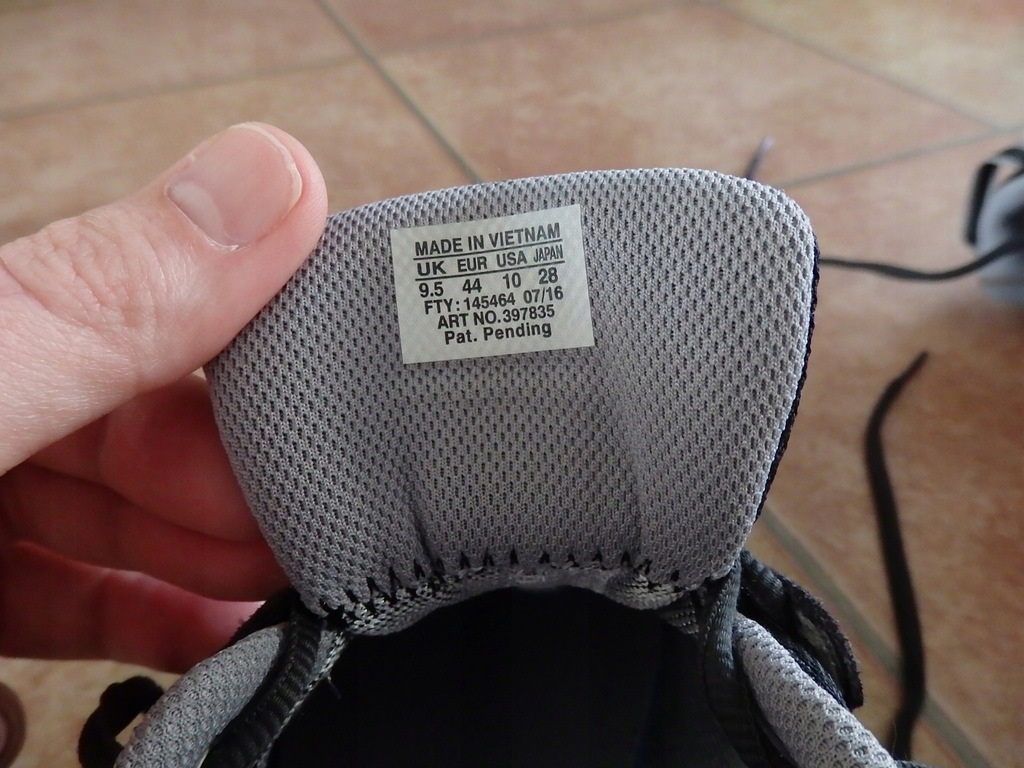 MADE IN VIETNAM
UK EUR USA JAPAN
9.5 44 10 28
FTY: 145464 07/16
ART NO.397835
Pat. Pending